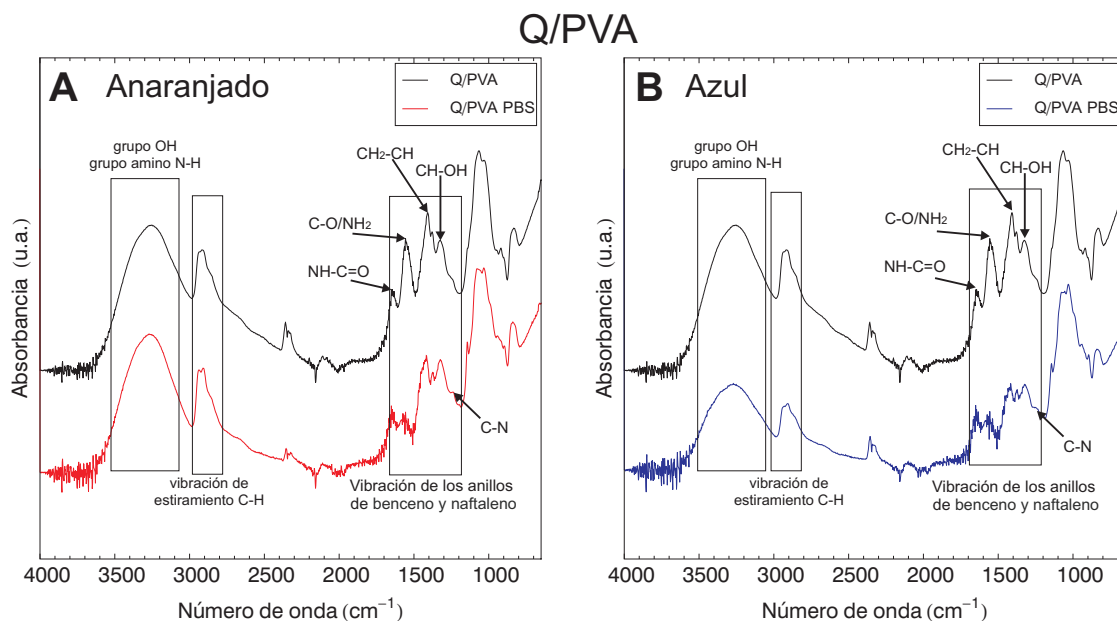 Q/PVA
A Anaranjado
Q/PVA
Q/PVA PBS
grupo OH
grupo amino N-H
CH₂-CH
CH-OH
C-O/NH₂
NH-C=O
C-N
vibración de
estiramiento C-H
Vibración de los anillos
de benceno y naftaleno
Absorbancia (u.a.)
4000 3500 3000 2500 2000 1500 1000
Número de onda (cm⁻¹)
B Azul
Q/PVA
Q/PVA PBS
grupo OH
grupo amino N-H
CH₂-CH
CH-OH
C-O/NH₂
NH-C=O
C-N
vibración de
estiramiento C-H
Vibración de los anillos
de benceno y naftaleno
Absorbancia (u.a.)
4000 3500 3000 2500 2000 1500 1000
Número de onda (cm⁻¹)